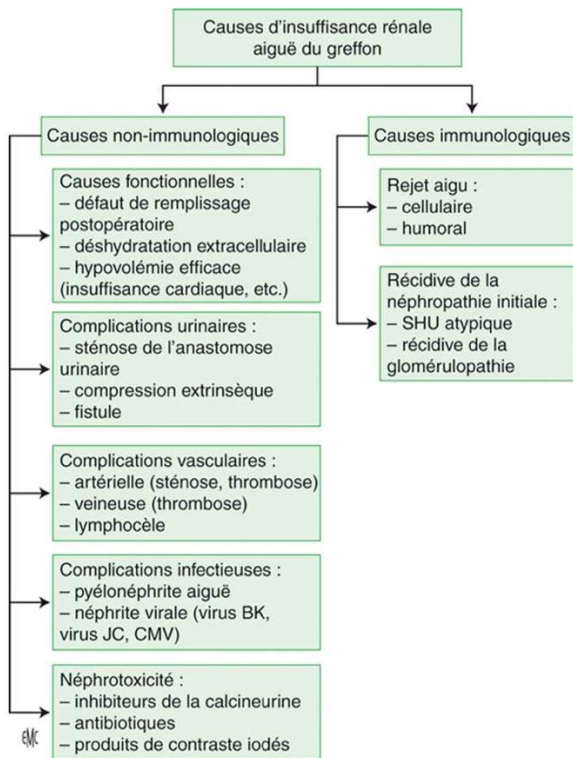 Causes d'insuffisance rénale
aiguë du greffon
Causes non-immunologiques
Causes fonctionnelles :
– défaut de remplissage
postopératoire
– déshydratation extracellulaire
– hypovolémie efficace
(insuffisance cardiaque, etc.)
Complications urinaires :
– sténose de l'anastomose
urinaire
– compression extrinsèque
– fistule
Complications vasculaires :
– artérielle (sténose, thrombose)
– veineuse (thrombose)
– lymphocèle
Complications infectieuses :
– pyélonéphrite aiguë
– néphrite virale (virus BK,
virus JC, CMV)
Néphrotoxicité :
– inhibiteurs de la calcineurine
– antibiotiques
– produits de contraste iodés
Causes immunologiques
Rejet aigu :
– cellulaire
– humoral
Récidive de la
néphropathie initiale :
– SHU atypique
– récidive de la
glomérulopathie
EMC